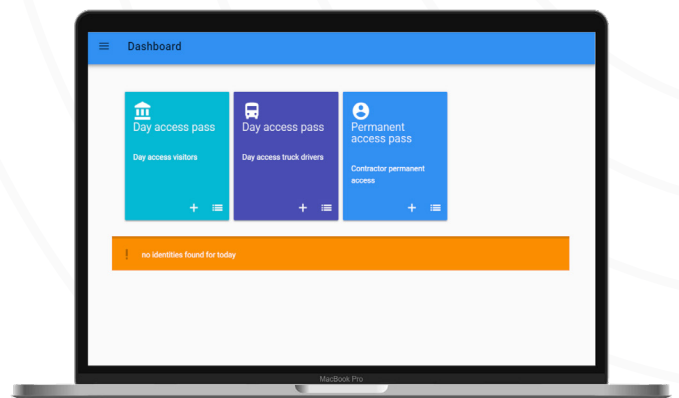 Dashboard
Day access pass
Day access visitors
Day access pass
Day access truck drivers
Permanent
access pass
Contractor permanent
access
no identities found for today
MacBook Pro